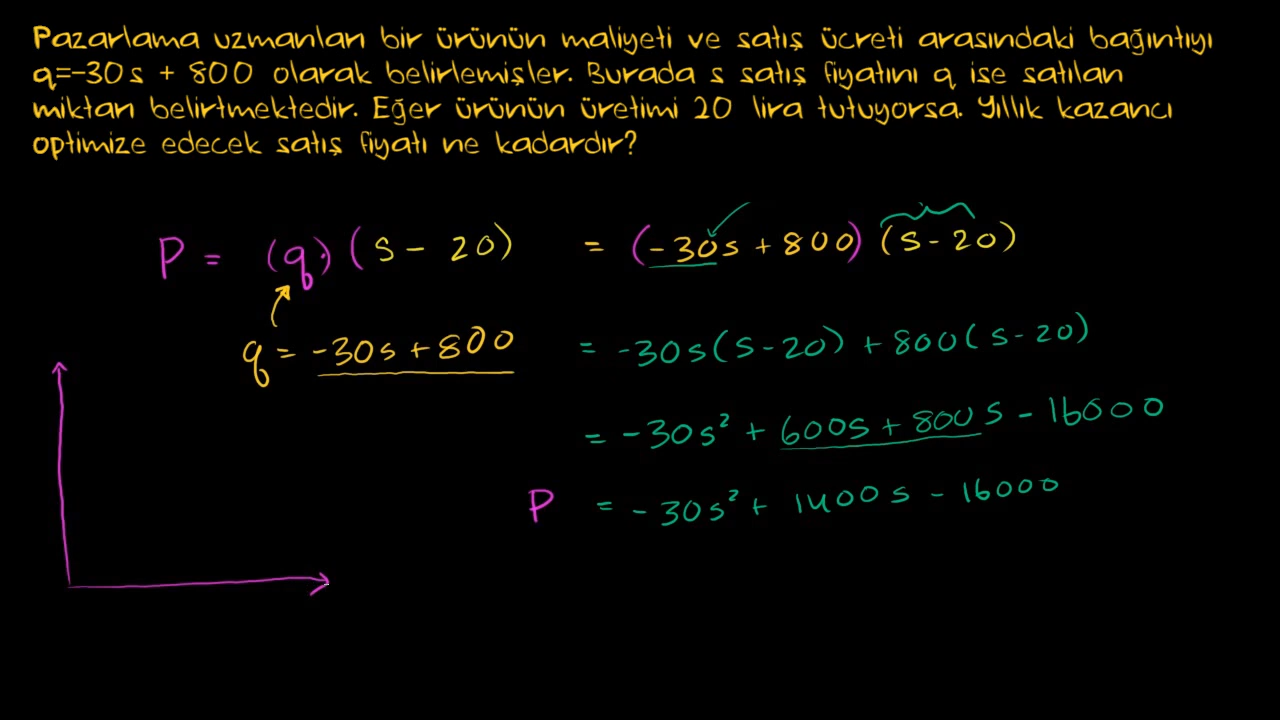 Pazarlama uzmanları bir ürünün maliyeti ve satış ücreti arasındaki bağıntıyı
q=-30s + 800 olarak belirlemişler. Burada s satış fiyatını q ise satılan
miktarı belirtmektedir. Eğer ürünün üretimi 20 lira tutuyorsa. Yıllık kazancı
optimize edecek satış fiyatı ne kadardır?
P = (q·)(s - 20) = (-30s + 800)(s - 20)
q = -30s + 800 = -30s(s - 20) + 800(s - 20)
= -30s² + 600s + 800s - 16000
P = -30s² + 1400s - 16000